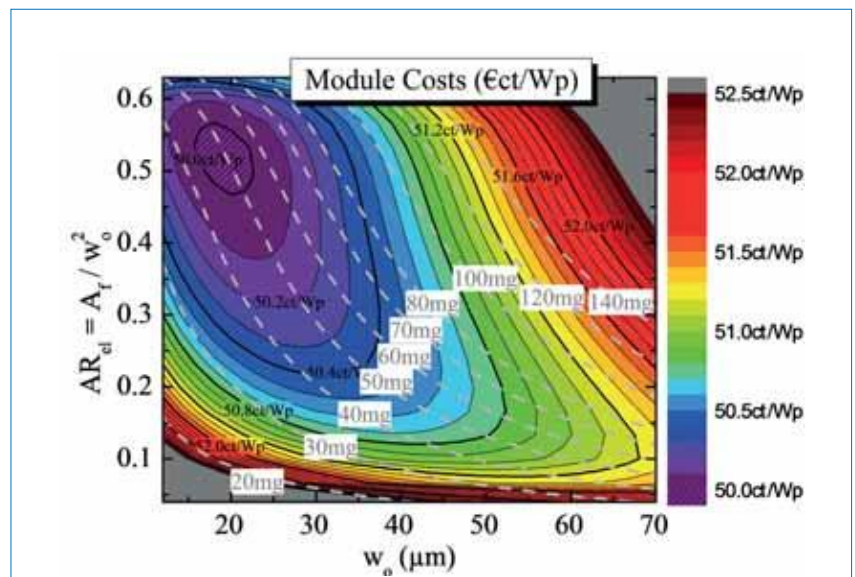 Module Costs (€ct/Wp)
AR_el = A_f / w_o^2
0.6
0.5
0.4
0.3
0.2
0.1
20
30
40
50
60
70
w_o (µm)
50.2ct/Wp
50.4ct/W
50.8ct/Wp
52.0ct/Wp
51.2ct/Wp
51.6ct/Wp
52.0ct/Wp
20mg
30mg
40mg
50mg
60mg
70mg
80mg
100mg
120mg
140mg
52.5ct/Wp
52.0ct/Wp
51.5ct/Wp
51.0ct/Wp
50.5ct/Wp
50.0ct/Wp